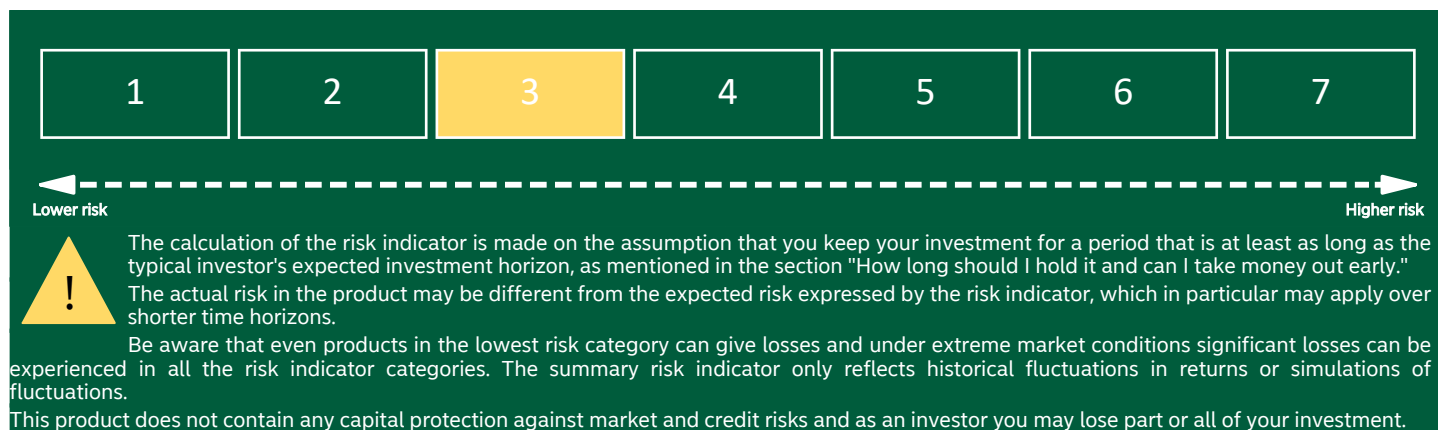 1 2 3 4 5 6 7
Lower risk Higher risk
The calculation of the risk indicator is made on the assumption that you keep your investment for a period that is at least as long as the
typical investor's expected investment horizon, as mentioned in the section "How long should I hold it and can I take money out early."
!
The actual risk in the product may be different from the expected risk expressed by the risk indicator, which in particular may apply over
shorter time horizons.
Be aware that even products in the lowest risk category can give losses and under extreme market conditions significant losses can be
experienced in all the risk indicator categories. The summary risk indicator only reflects historical fluctuations in returns or simulations of
fluctuations.
This product does not contain any capital protection against market and credit risks and as an investor you may lose part or all of your investment.